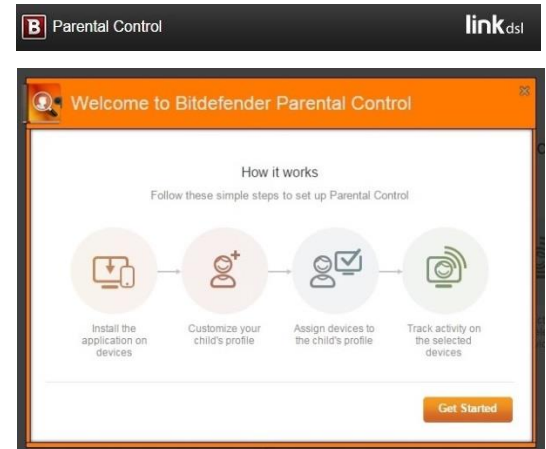 B Parental Control
linkdsl
Welcome to Bitdefender Parental Control
How it works
Follow these simple steps to set up Parental Control
Install the
application on
devices
Customize your
child's profile
Assign devices to
the child's profile
Track activity on
the selected
devices
Get Started